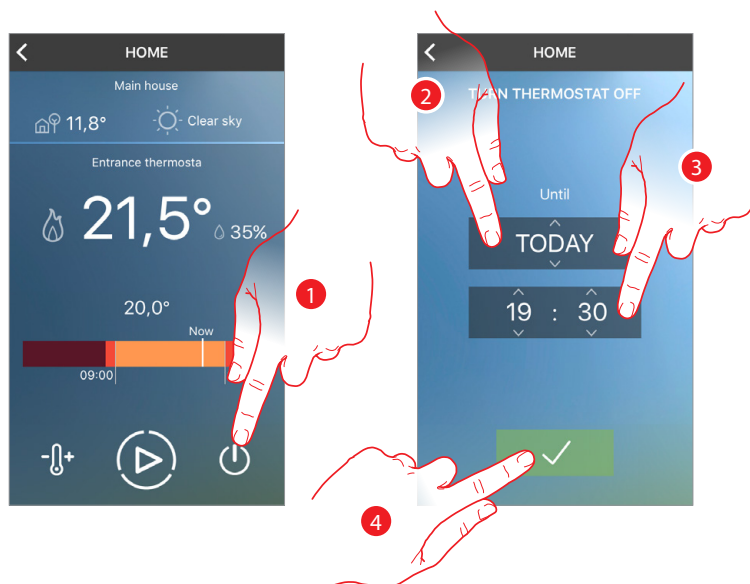 HOME
Main house
11,8°
Clear sky
Entrance thermosta
21,5°
35%
20,0°
Now
09:00
-
+
1
HOME
THERMOSTAT OFF
Until
TODAY
19 : 30
2
3
4